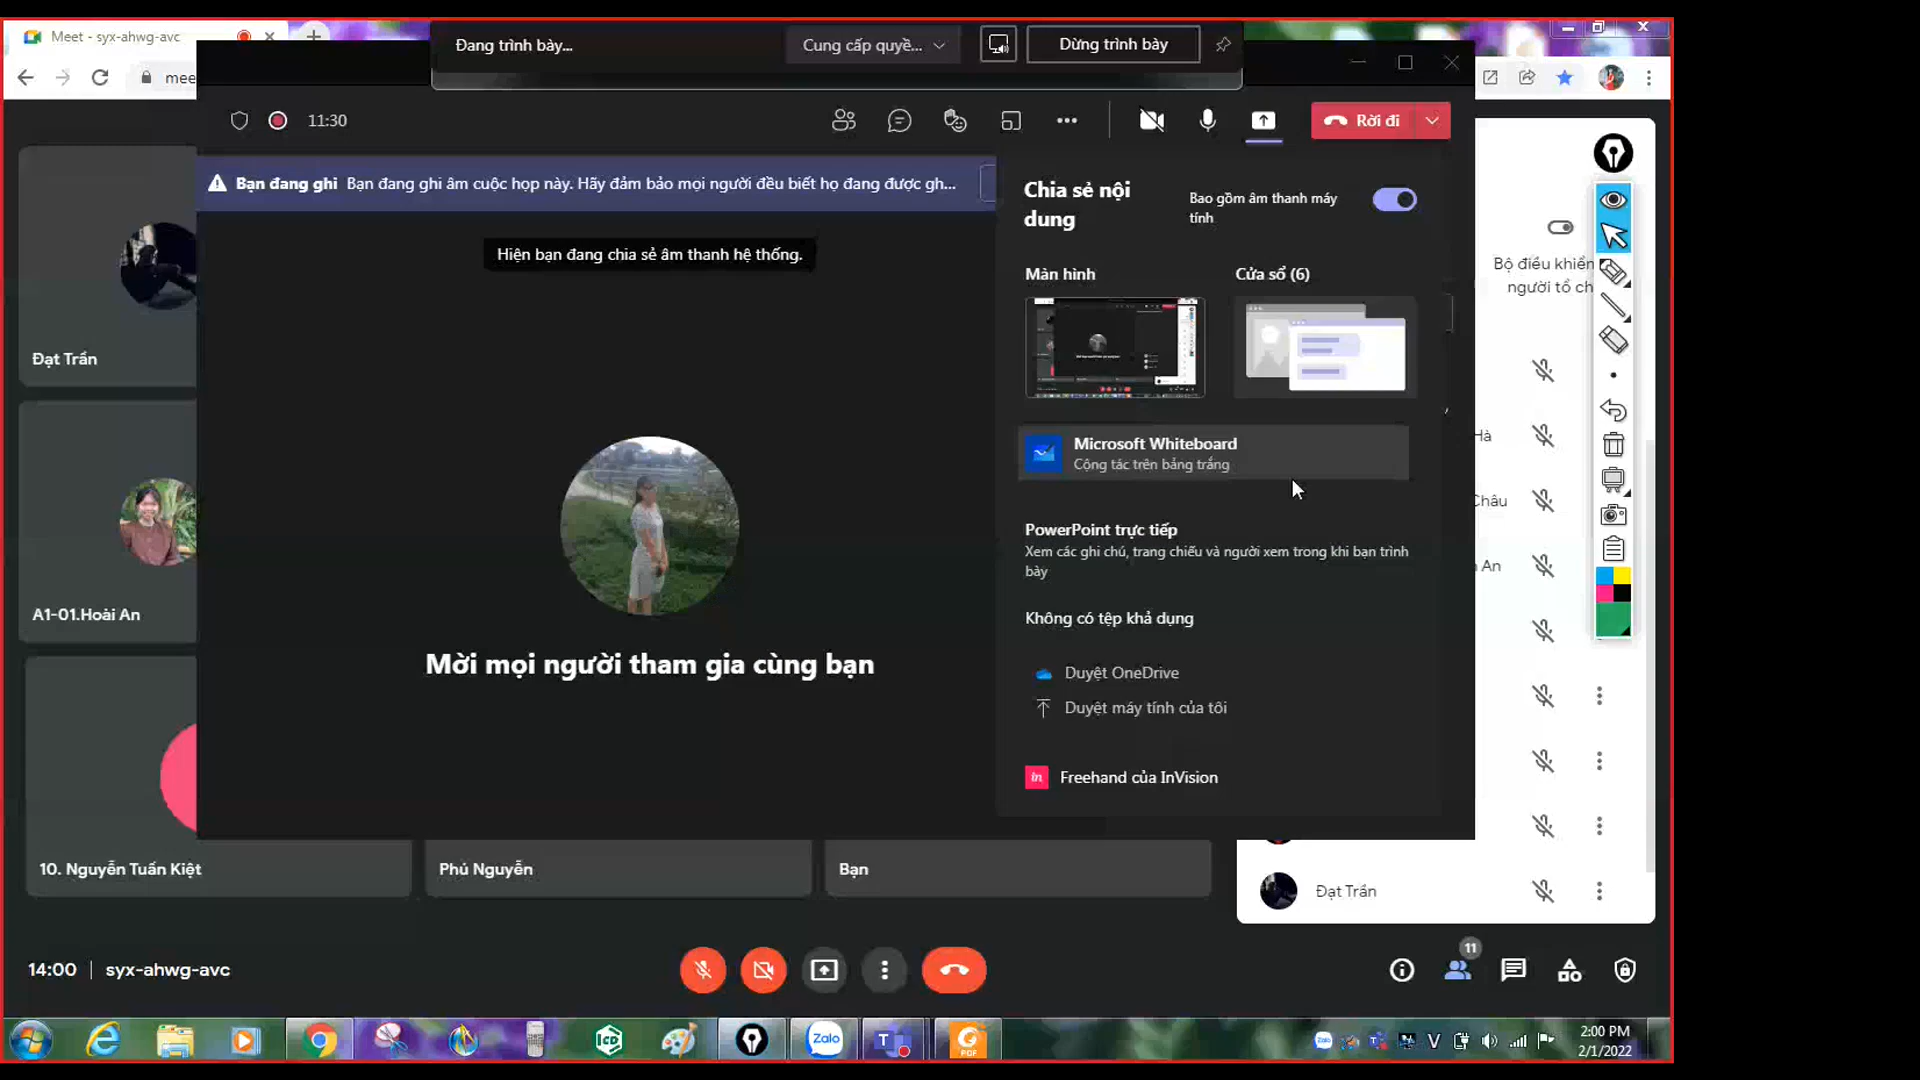 Meet - syx-ahwg-avc
Đang trình bày...
Cung cấp quyề...
Dừng trình bày
mee
11:30
Rời đi
Bạn đang ghi Bạn đang ghi âm cuộc họp này. Hãy đảm bảo mọi người đều biết họ đang được gh...
Hiện bạn đang chia sẻ âm thanh hệ thống.
Chia sẻ nội
dung
Bao gồm âm thanh máy
tính
Màn hình
Cửa sổ (6)
Microsoft Whiteboard
Cộng tác trên bảng trắng
PowerPoint trực tiếp
Xem các ghi chú, trang chiếu và người xem trong khi bạn trình
bày
Không có tệp khả dụng
Duyệt OneDrive
Duyệt máy tính của tôi
in
Freehand của InVision
Mời mọi người tham gia cùng bạn
Bộ điều khiển
người tổ ch
Hà
Châu
An
Đạt Trần
A1-01.Hoài An
10. Nguyễn Tuấn Kiệt
Phú Nguyễn
Bạn
Đạt Trần
14:00
syx-ahwg-avc
11
Zalo
PDF
V
2:00 PM
2/1/2022